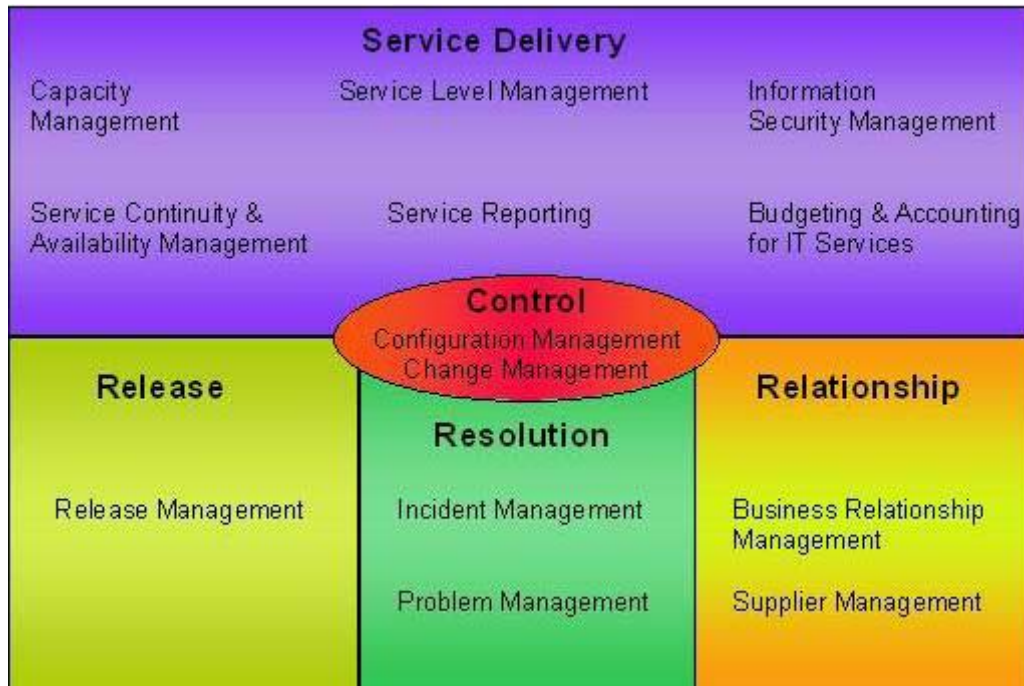 Service Delivery
Capacity
Management
Service Level Management
Information
Security Management
Service Continuity &
Availability Management
Service Reporting
Budgeting & Accounting
for IT Services
Control
Configuration Management
Change Management
Release
Release Management
Resolution
Incident Management
Problem Management
Relationship
Business Relationship
Management
Supplier Management